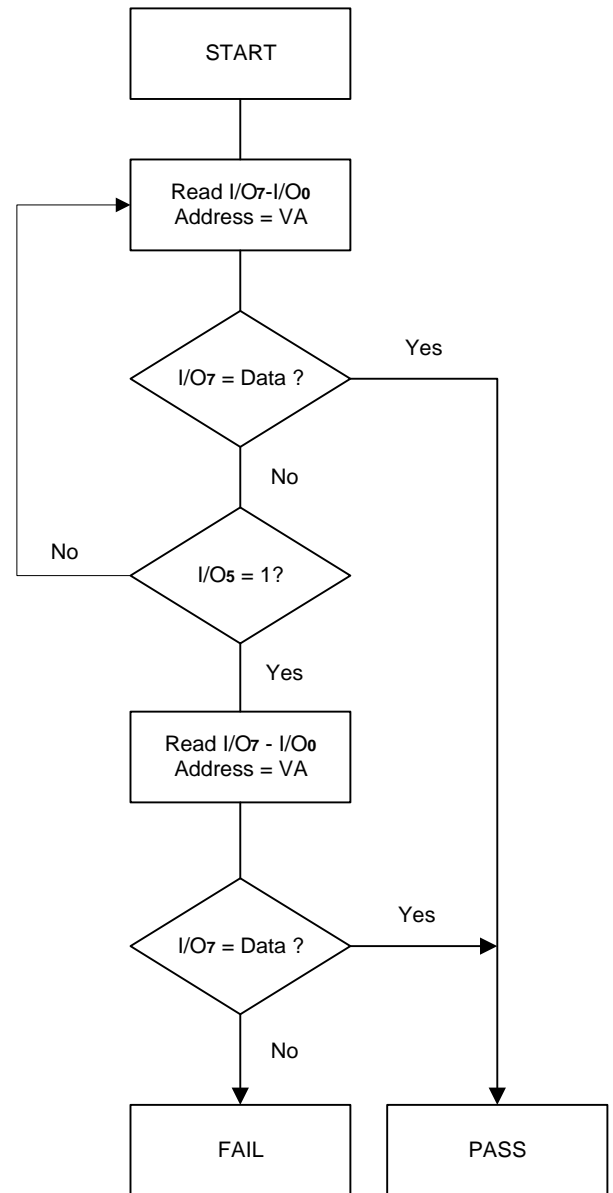 START
Read I/O7-I/O0
Address = VA
I/O7 = Data ?
Yes
No
I/O5 = 1?
No
Yes
Read I/O7 - I/O0
Address = VA
I/O7 = Data ?
Yes
No
FAIL
PASS